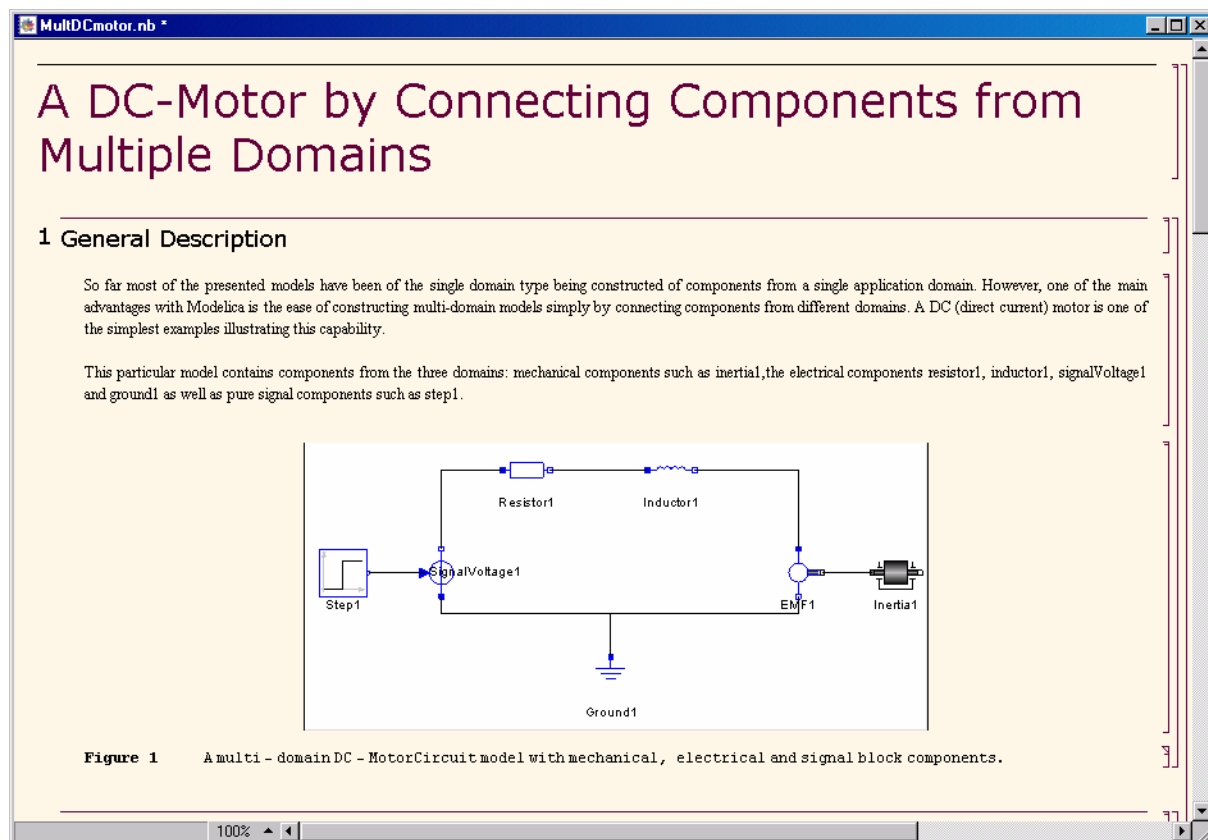 MultDCmotor.nb *
A DC-Motor by Connecting Components from
Multiple Domains
1 General Description
So far most of the presented models have been of the single domain type being constructed of components from a single application domain. However, one of the main
advantages with Modelica is the ease of constructing multi-domain models simply by connecting components from different domains. A DC (direct current) motor is one of
the simplest examples illustrating this capability.
This particular model contains components from the three domains: mechanical components such as inertia1,the electrical components resistor1, inductor1, signalVoltage1
and ground1 as well as pure signal components such as step1.
Resistor1
Inductor1
SignalVoltage1
Step1
EMF1
Inertia1
Ground1
Figure 1 A multi - domain DC - MotorCircuit model with mechanical, electrical and signal block components.
100%